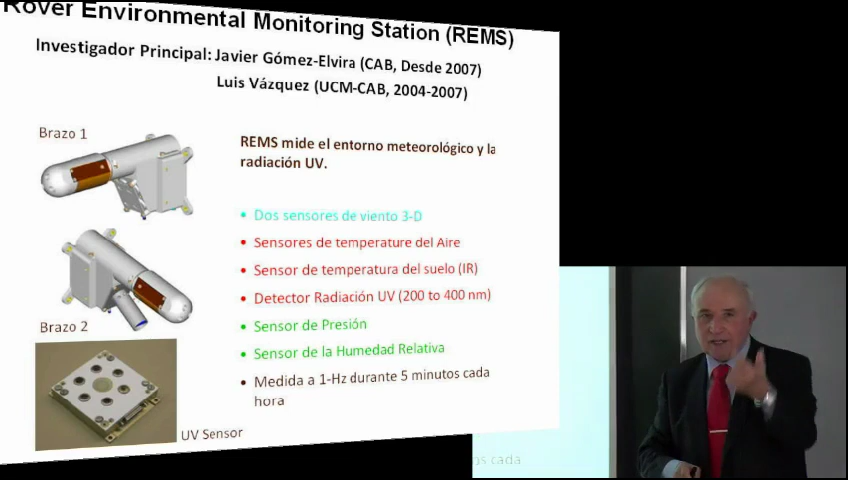 Rover Environmental Monitoring Station (REMS)
Investigador Principal: Javier Gómez-Elvira (CAB, Desde 2007)
Luis Vázquez (UCM-CAB, 2004-2007)
Brazo 1
REMS mide el entorno meteorológico y la
radiación UV.
• Dos sensores de viento 3-D
• Sensores de temperature del Aire
• Sensor de temperatura del suelo (IR)
• Detector Radiación UV (200 to 400 nm)
Brazo 2
• Sensor de Presión
• Sensor de la Humedad Relativa
• Medida a 1-Hz durante 5 minutos cada
hora
UV Sensor
cada